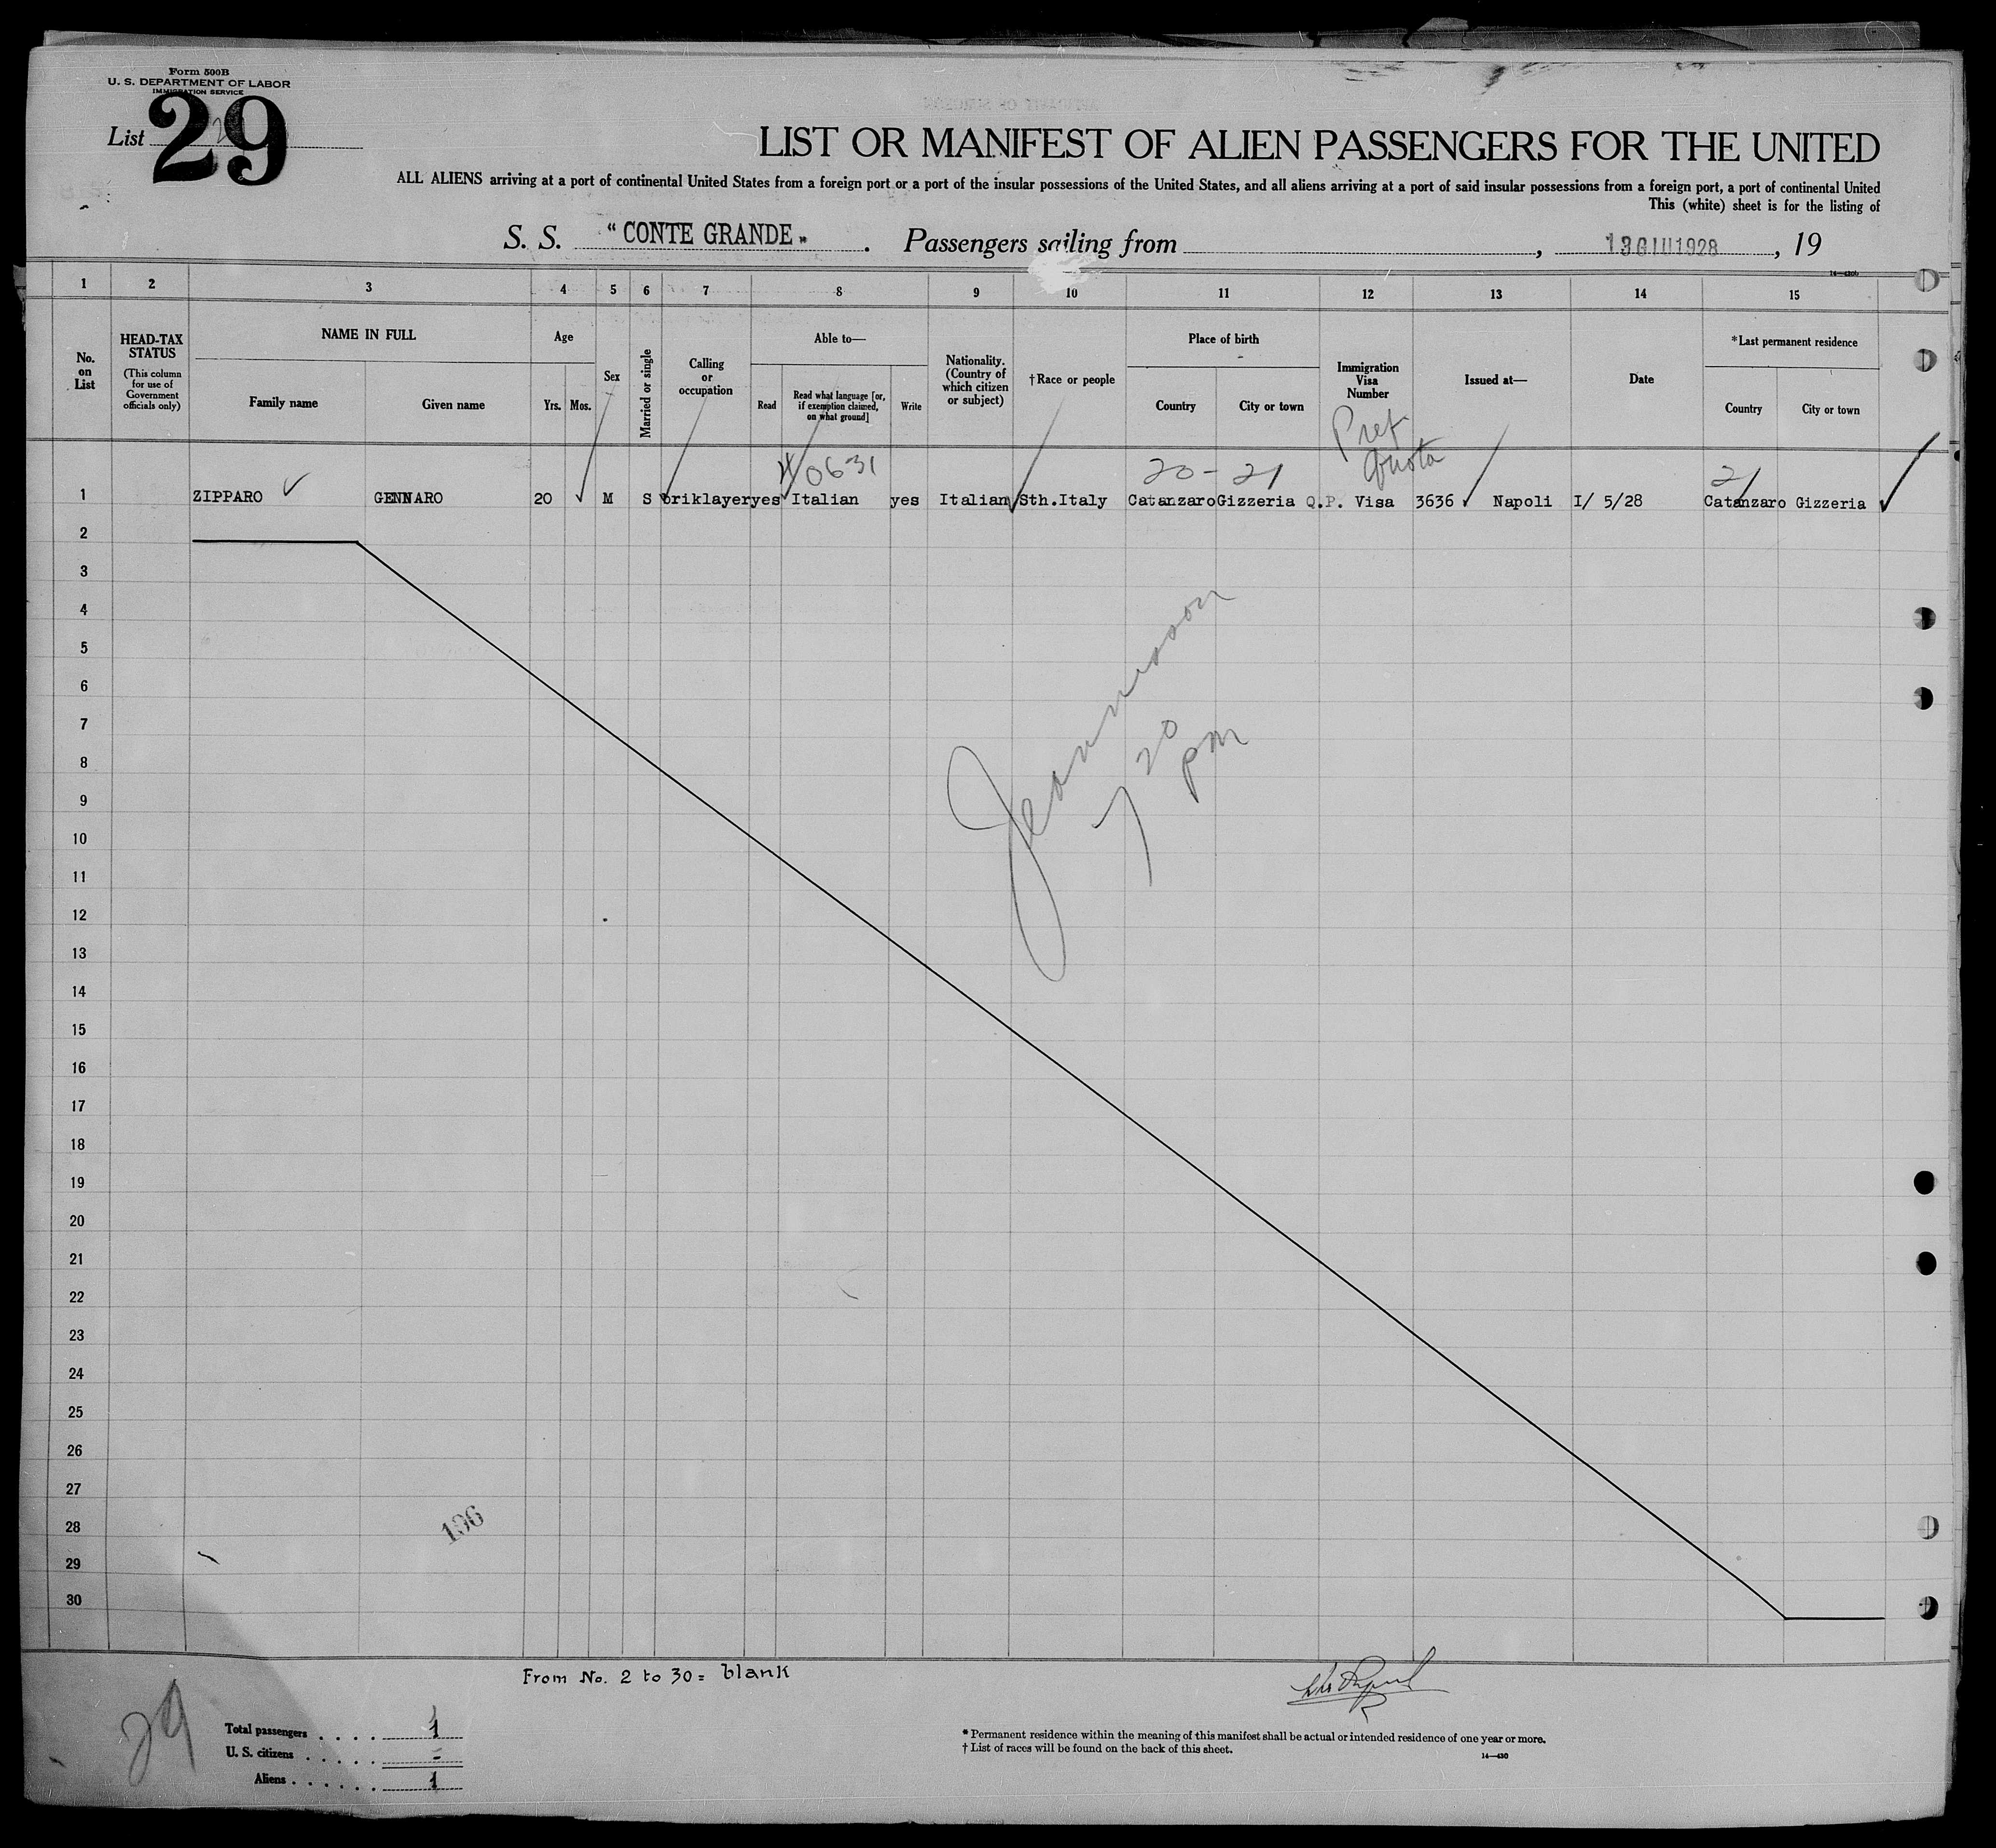 Form 500B
U. S. DEPARTMENT OF LABOR
IMMIGRATION SERVICE
List 29
LIST OR MANIFEST OF ALIEN PASSENGERS FOR THE UNITED
ALL ALIENS arriving at a port of continental United States from a foreign port or a port of the insular possessions of the United States, and all aliens arriving at a port of said insular possessions from a foreign port, a port of continental United
This (white) sheet is for the listing of
S. S. "CONTE GRANDE". Passengers sailing from , 13GIU1928, 19
1 2 3 4 5 6 7 8 9 10 11 12 13 14 15
No. on List
HEAD-TAX STATUS
(This column for use of Government officials only)
NAME IN FULL
Family name
Given name
Age
Yrs.
Mos.
Sex
Married or single
Calling or occupation
Able to—
Read
Read what language [or, if exemption claimed, on what ground]
Write
Nationality. (Country of which citizen or subject)
†Race or people
Place of birth
Country
City or town
Immigration Visa Number
Issued at—
Date
*Last permanent residence
Country
City or town
Pref
Quota
0631
20-21
21
1 ZIPPARO GENNARO 20 M S briklayer yes Italian yes Italian Sth.Italy Catanzaro Gizzeria Q.P. Visa 3636 Napoli I/ 5/28 Catanzaro Gizzeria
2
3
4
5
6
7
8
9
10
11
12
13
14
15
16
17
18
19
20
21
22
23
24
25
26
27
28
29
30
7 20 pm
196
From No. 2 to 30 = blank
29
Total passengers . . . . 1
U. S. citizens . . . . . -
Aliens . . . . . . 1
* Permanent residence within the meaning of this manifest shall be actual or intended residence of one year or more.
† List of races will be found on the back of this sheet.
14—430